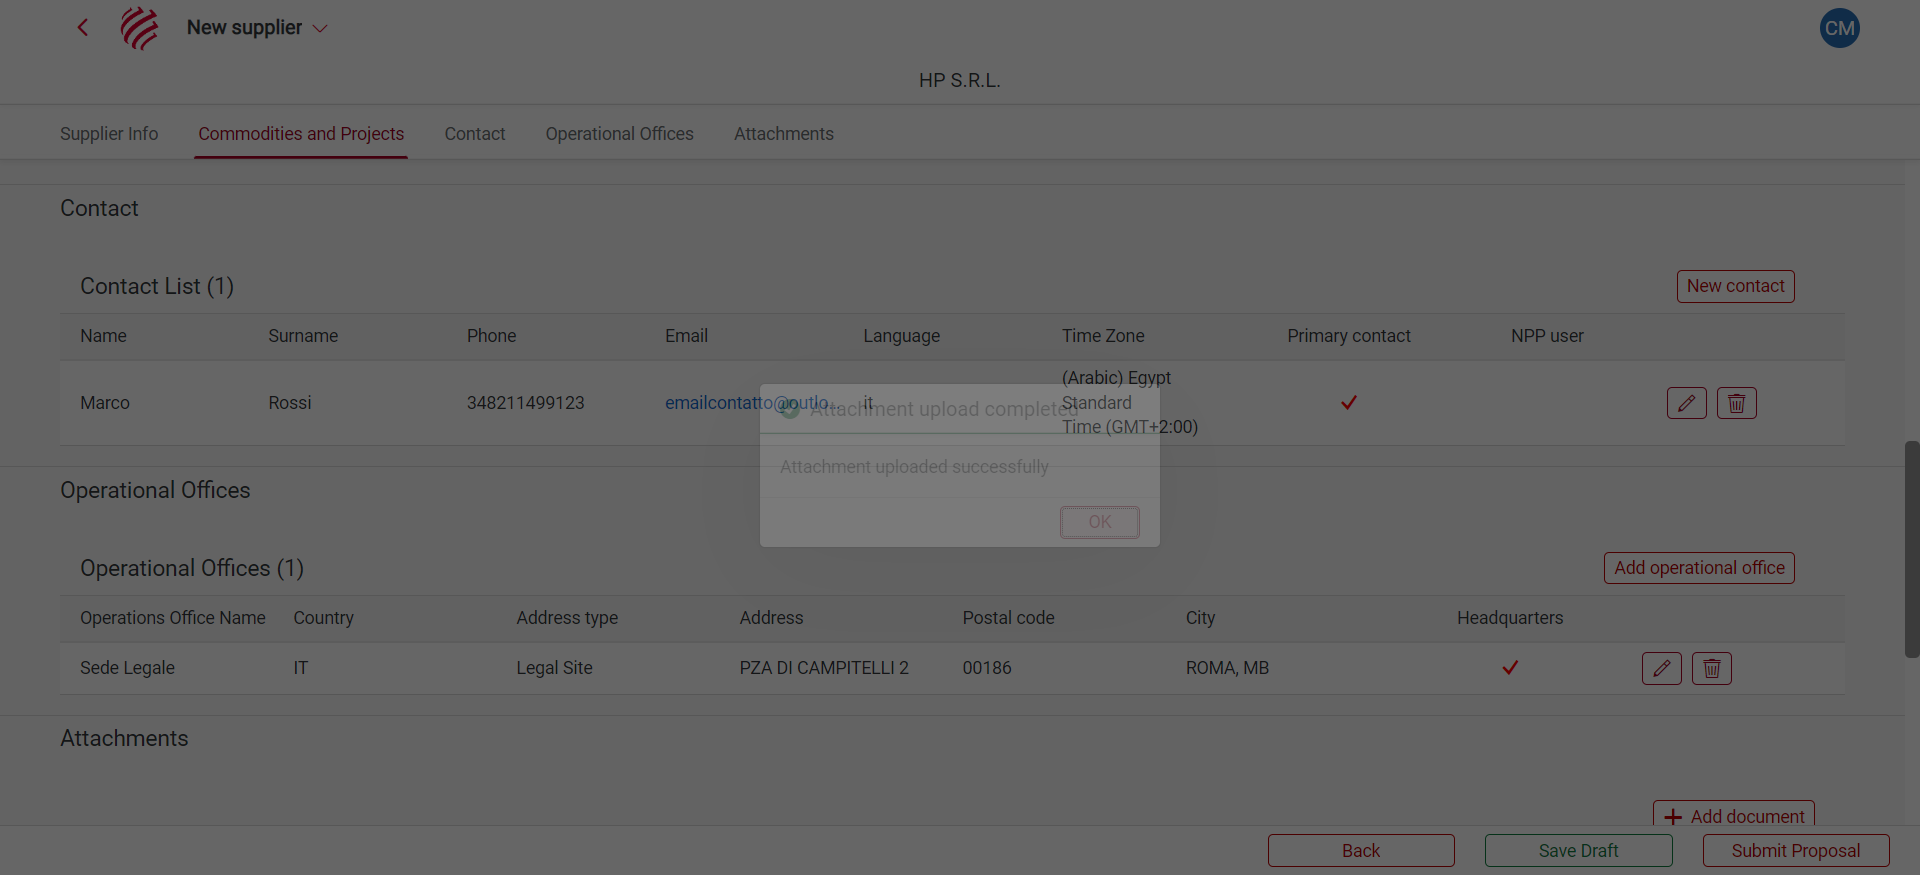 New supplier
CM
HP S.R.L.
Supplier Info Commodities and Projects Contact Operational Offices Attachments
Contact
Contact List (1)
New contact
Name Surname Phone Email Language Time Zone Primary contact NPP user
Marco Rossi 348211499123 emailcontatto@outlo... it (Arabic) Egypt
Standard
Time (GMT+2:00)
Attachment upload completed
Attachment uploaded successfully
OK
Operational Offices
Operational Offices (1)
Add operational office
Operations Office Name Country Address type Address Postal code City Headquarters
Sede Legale IT Legal Site PZA DI CAMPITELLI 2 00186 ROMA, MB
Attachments
Add document
Back Save Draft Submit Proposal